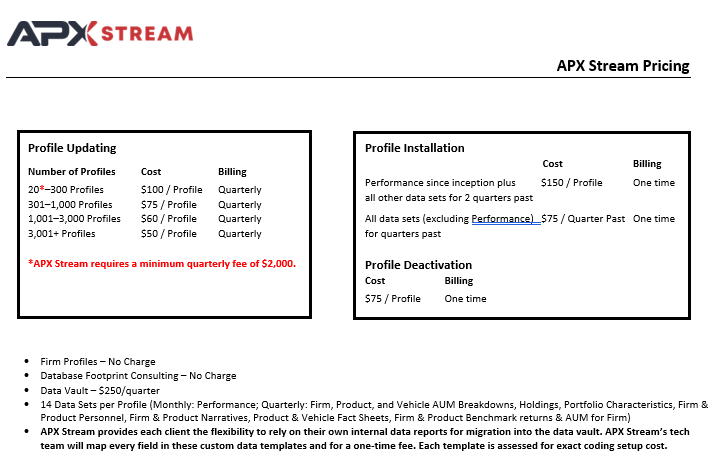 APX STREAM
APX Stream Pricing
Profile Updating
Number of Profiles Cost Billing
20*–300 Profiles $100 / Profile Quarterly
301–1,000 Profiles $75 / Profile Quarterly
1,001–3,000 Profiles $60 / Profile Quarterly
3,001+ Profiles $50 / Profile Quarterly
*APX Stream requires a minimum quarterly fee of $2,000.
Profile Installation
Cost Billing
Performance since inception plus $150 / Profile One time
all other data sets for 2 quarters past
All data sets (excluding Performance) $75 / Quarter Past One time
for quarters past
Profile Deactivation
Cost Billing
$75 / Profile One time
• Firm Profiles – No Charge
• Database Footprint Consulting – No Charge
• Data Vault – $250/quarter
• 14 Data Sets per Profile (Monthly: Performance; Quarterly: Firm, Product, and Vehicle AUM Breakdowns, Holdings, Portfolio Characteristics, Firm &
Product Personnel, Firm & Product Narratives, Product & Vehicle Fact Sheets, Firm & Product Benchmark returns & AUM for Firm)
• APX Stream provides each client the flexibility to rely on their own internal data reports for migration into the data vault. APX Stream's tech
team will map every field in these custom data templates and for a one-time fee. Each template is assessed for exact coding setup cost.